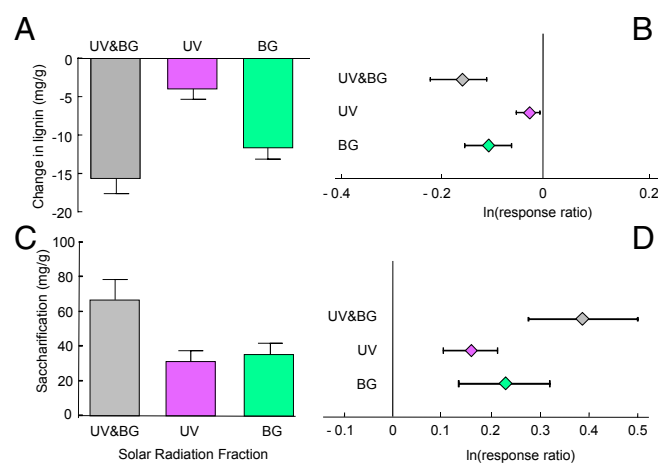 A
UV&BG UV BG
0
-5
-10
-15
-20
Change in lignin (mg/g)
B
UV&BG
UV
BG
- 0.4 - 0.2 0 0.2
ln(response ratio)
C
100
80
60
40
20
0
Saccharification (mg/g)
UV&BG UV BG
Solar Radiation Fraction
D
UV&BG
UV
BG
- 0.1 0 0.1 0.2 0.3 0.4 0.5
ln(response ratio)